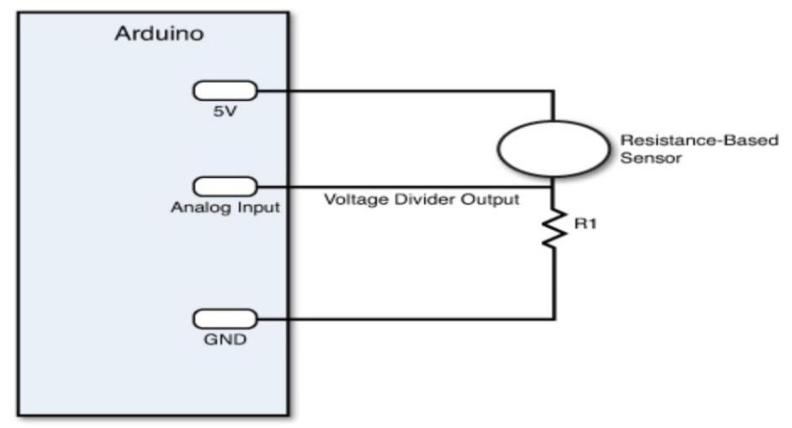 Arduino
5V
Resistance-Based
Sensor
Analog Input
Voltage Divider Output
R1
GND